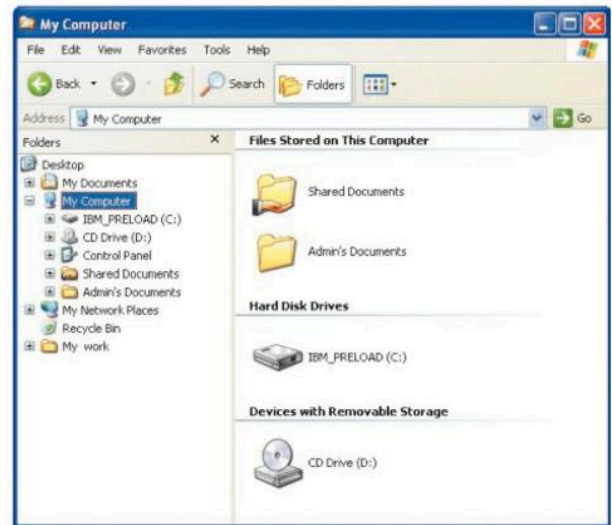 My Computer
File Edit View Favorites Tools Help
Back Search Folders
Address My Computer Go
Folders
Desktop
My Documents
My Computer
IBM_PRELOAD (C:)
CD Drive (D:)
Control Panel
Shared Documents
Admin's Documents
My Network Places
Recycle Bin
My work
Files Stored on This Computer
Shared Documents
Admin's Documents
Hard Disk Drives
IBM_PRELOAD (C:)
Devices with Removable Storage
CD Drive (D:)